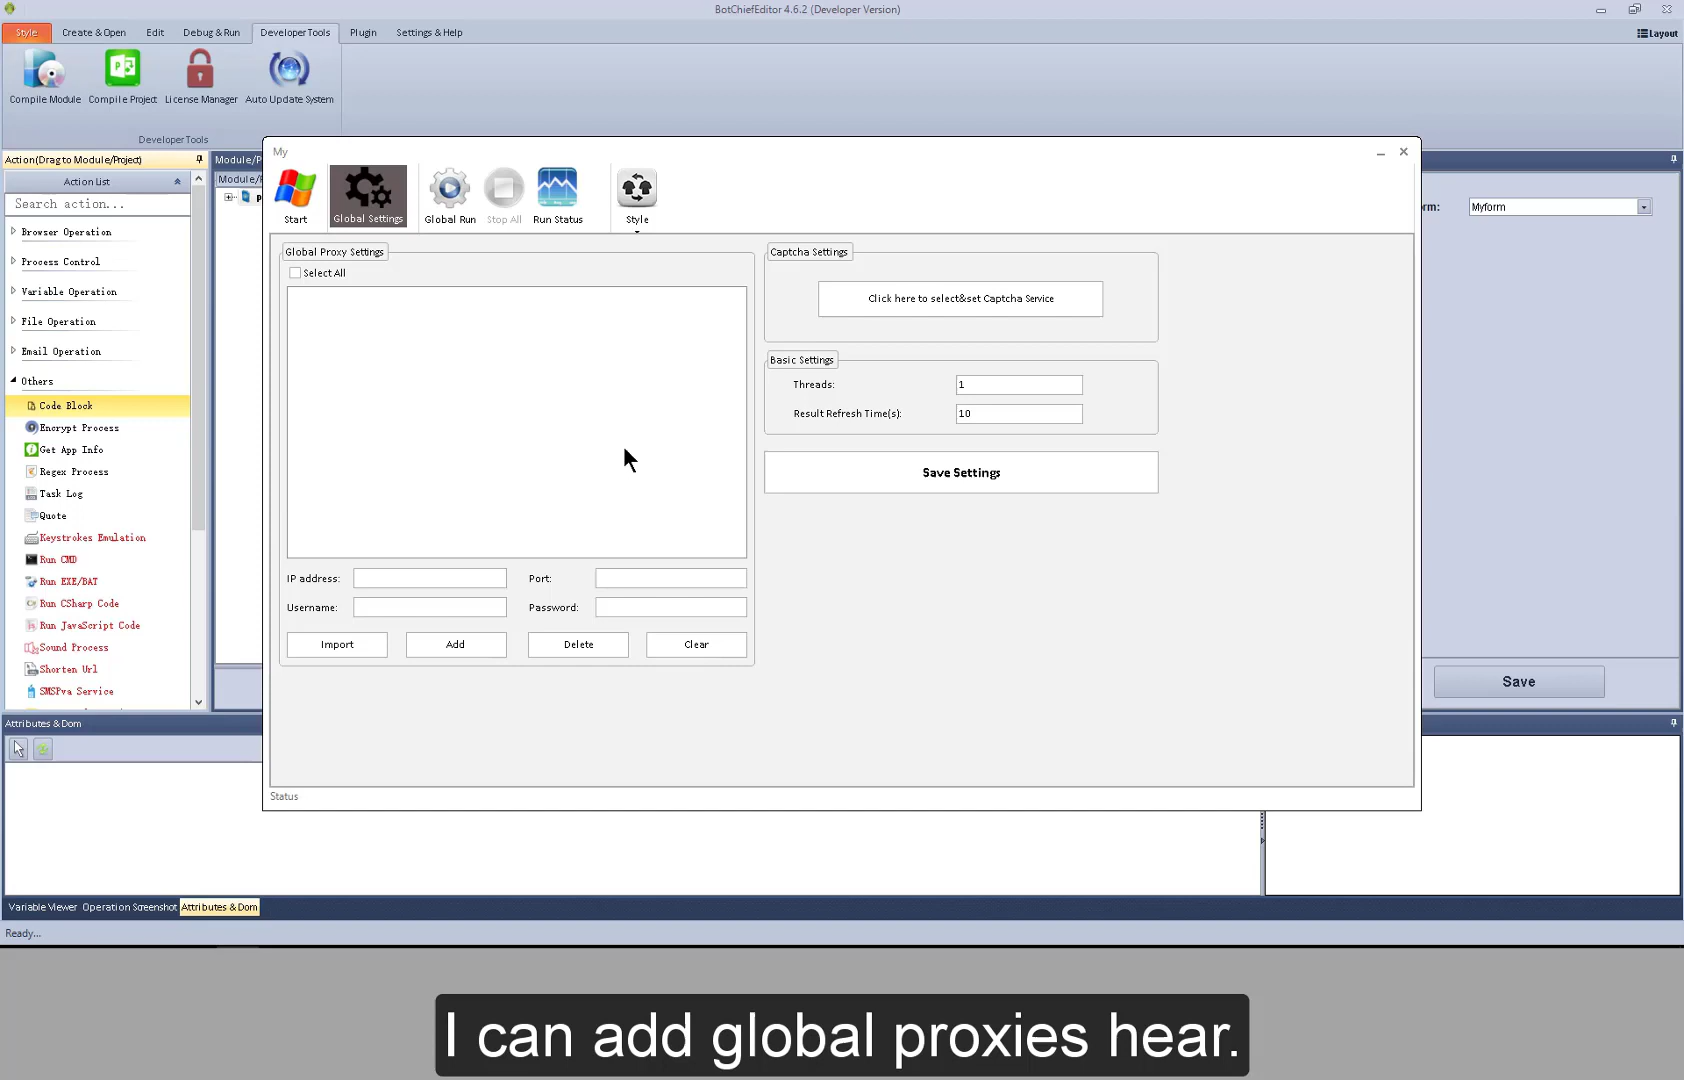 BotChiefEditor 4.6.2 (Developer Version)
Style Create & Open Edit Debug & Run Developer Tools Plugin Settings & Help
Layout
Compile Module Compile Project License Manager Auto Update System
Developer Tools
Action(Drag to Module/Project)
Action List
Search action...
Browser Operation
Process Control
Variable Operation
File Operation
Email Operation
Others
Code Block
Encrypt Process
Get App Info
Regex Process
Task Log
Quote
Keystrokes Emulation
Run CMD
Run EXE/BAT
Run CSharp Code
Run JavaScript Code
Sound Process
Shorten Url
SMSPva Service
Module/P
Module/
My
Start Global Settings Global Run Stop All Run Status Style
Global Proxy Settings
Select All
IP address: Port:
Username: Password:
Import Add Delete Clear
Captcha Settings
Click here to select&set Captcha Service
Basic Settings
Threads: 1
Result Refresh Time(s): 10
Save Settings
Status
rm: Myform
Save
Attributes & Dom
Variable Viewer Operation Screenshot Attributes & Dom
Ready...
I can add global proxies hear.